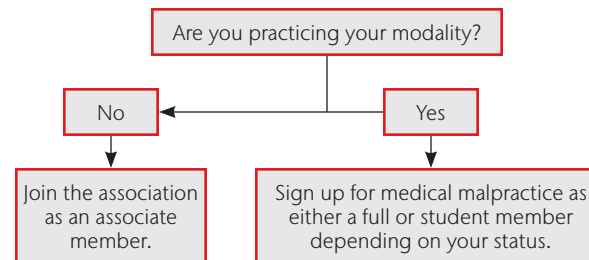 Are you practicing your modality?
No
Yes
Join the association
as an associate
member.
Sign up for medical malpractice as
either a full or student member
depending on your status.